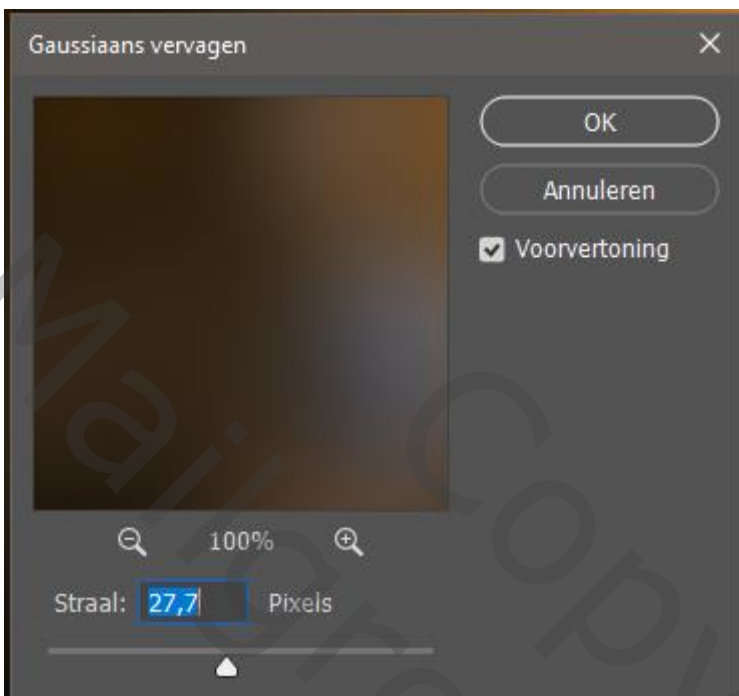 Gaussiaans vervagen
OK
Annuleren
Voorvertoning
100%
Straal: 27,7 Pixels